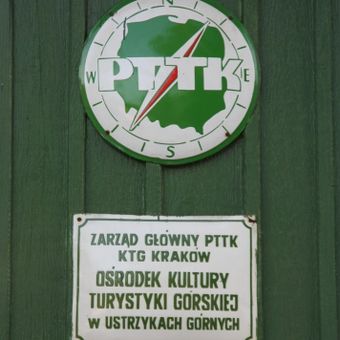 N
W PTTK E
S
ZARZĄD GŁÓWNY PTTK
KTG KRAKÓW
OŚRODEK KULTURY
TURYSTYKI GÓRSKIEJ
W USTRZYKACH GÓRNYCH